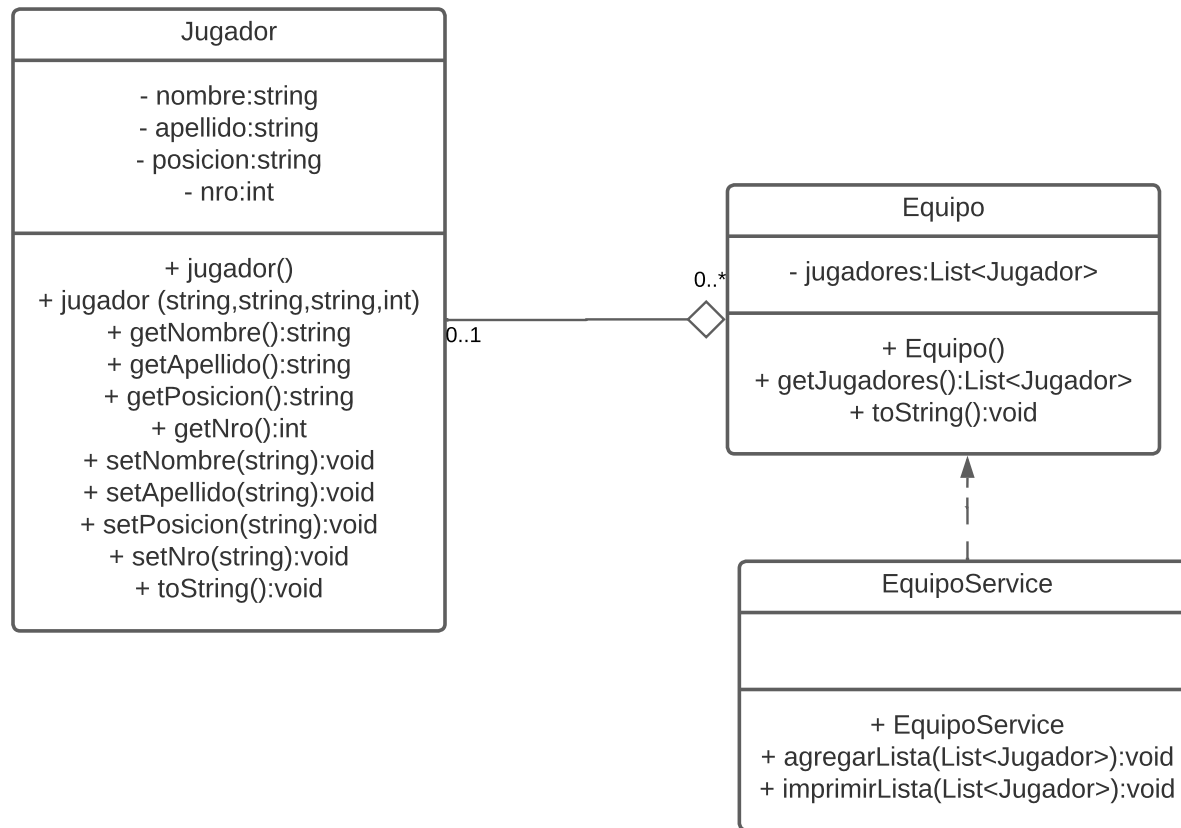 Jugador
- nombre:string
- apellido:string
- posicion:string
- nro:int
+ jugador()
+ jugador (string,string,string,int)
+ getNombre():string
+ getApellido():string
+ getPosicion():string
+ getNro():int
+ setNombre(string):void
+ setApellido(string):void
+ setPosicion(string):void
+ setNro(string):void
+ toString():void
0..1
0..*
Equipo
- jugadores:List<Jugador>
+ Equipo()
+ getJugadores():List<Jugador>
+ toString():void
EquipoService
+ EquipoService
+ agregarLista(List<Jugador>):void
+ imprimirLista(List<Jugador>):void